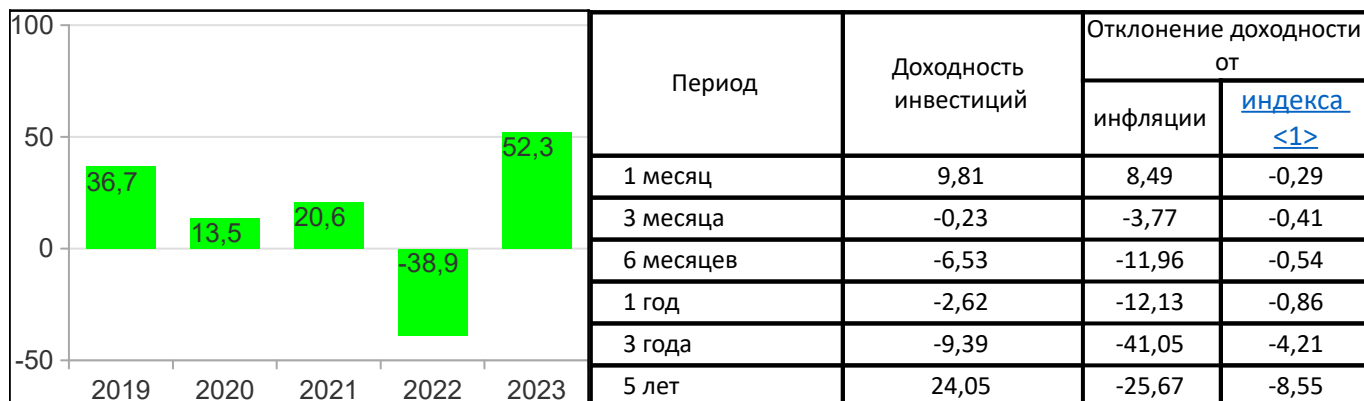 100
50
0
-50
36,7
13,5
20,6
-38,9
52,3
2019 2020 2021 2022 2023
Период Доходность инвестиций Отклонение доходности от
инфляции индекса <1>
1 месяц 9,81 8,49 -0,29
3 месяца -0,23 -3,77 -0,41
6 месяцев -6,53 -11,96 -0,54
1 год -2,62 -12,13 -0,86
3 года -9,39 -41,05 -4,21
5 лет 24,05 -25,67 -8,55